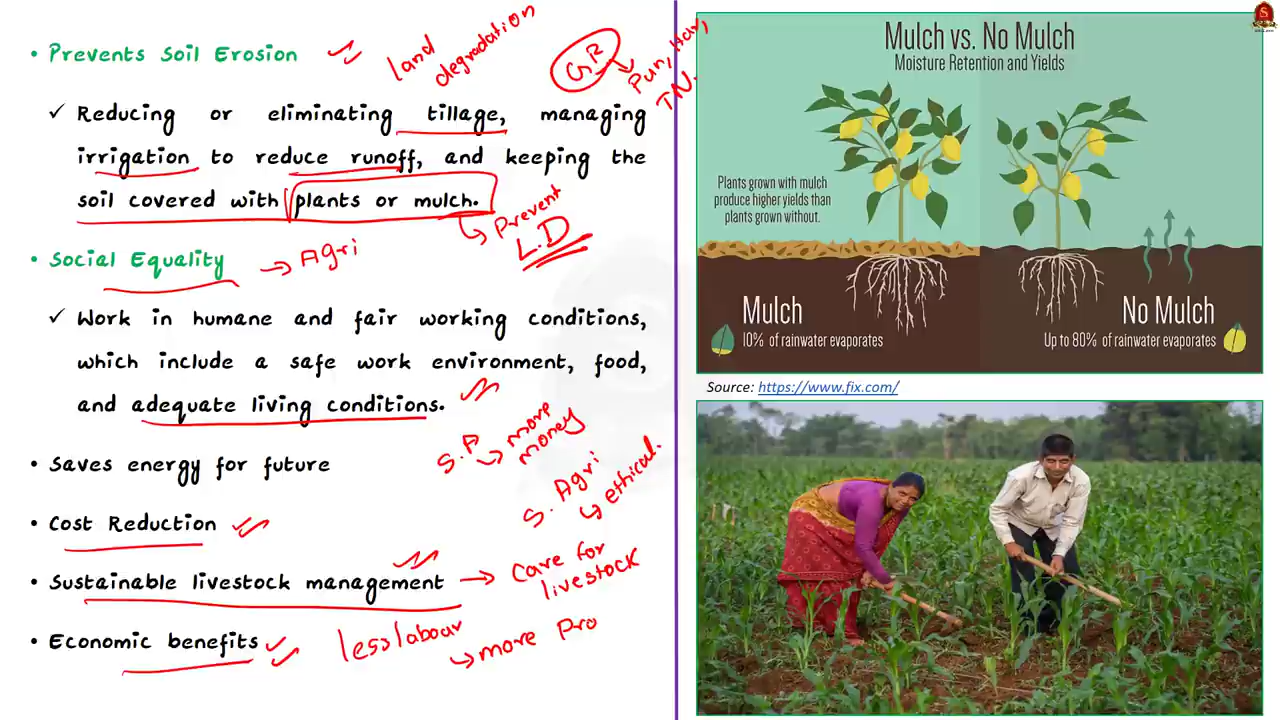 • Prevents Soil Erosion
land
degradation
GR
Pun, Har,
TN.
✓ Reducing or eliminating tillage, managing
irrigation to reduce runoff, and keeping the
soil covered with plants or mulch.
Prevent
L.D
• Social Equality
Agri
✓ Work in humane and fair working conditions,
which include a safe work environment, food,
and adequate living conditions.
S.A
more
money
• Saves energy for future
S. Agri
ethical.
• Cost Reduction
• Sustainable livestock management
Care for
livestock
• Economic benefits
less labour
more Pro
Mulch vs. No Mulch
Moisture Retention and Yields
Plants grown with mulch
produce higher yields than
plants grown without.
Mulch
10% of rainwater evaporates
No Mulch
Up to 80% of rainwater evaporates
Source: https://www.fix.com/